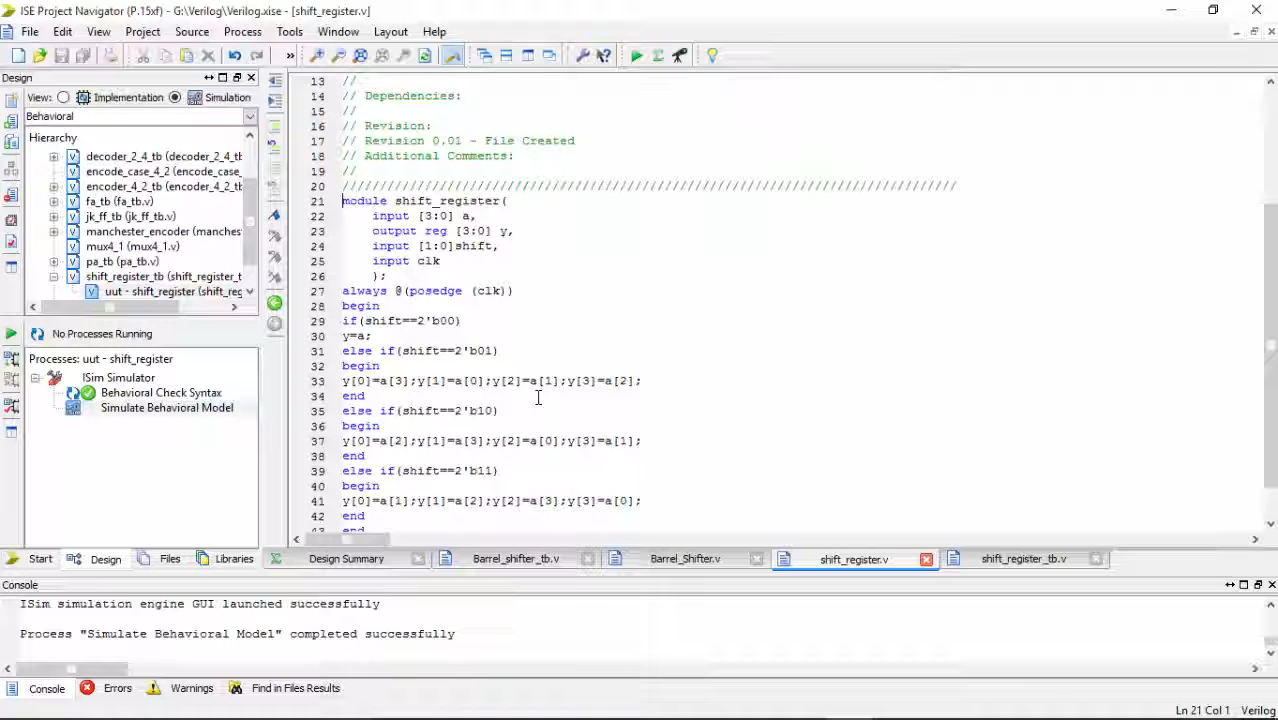 ISE Project Navigator (P.15xf) - G:\Verilog\Verilog.xise - [shift_register.v]
File Edit View Project Source Process Tools Window Layout Help
»
Design
View: Implementation Simulation
Behavioral
Hierarchy
decoder_2_4_tb (decoder_2_4_tb
encode_case_4_2 (encode_case_
encoder_4_2_tb (encoder_4_2_tb
fa_tb (fa_tb.v)
jk_ff_tb (jk_ff_tb.v)
manchester_encoder (manches
mux4_1 (mux4_1.v)
pa_tb (pa_tb.v)
shift_register_tb (shift_register_t
uut - shift_register (shift_reg
No Processes Running
Processes: uut - shift_register
ISim Simulator
Behavioral Check Syntax
Simulate Behavioral Model
13 //
14 // Dependencies:
15 //
16 // Revision:
17 // Revision 0.01 - File Created
18 // Additional Comments:
19 //
20 //////////////////////////////////////////////////////////////////////////////////
21 module shift_register(
22 input [3:0] a,
23 output reg [3:0] y,
24 input [1:0]shift,
25 input clk
26 );
27 always @(posedge (clk))
28 begin
29 if(shift==2'b00)
30 y=a;
31 else if(shift==2'b01)
32 begin
33 y[0]=a[3];y[1]=a[0];y[2]=a[1];y[3]=a[2];
34 end
35 else if(shift==2'b10)
36 begin
37 y[0]=a[2];y[1]=a[3];y[2]=a[0];y[3]=a[1];
38 end
39 else if(shift==2'b11)
40 begin
41 y[0]=a[1];y[1]=a[2];y[2]=a[3];y[3]=a[0];
42 end
43 end
Start Design Files Libraries
Design Summary Barrel_shifter_tb.v Barrel_Shifter.v shift_register.v shift_register_tb.v
Console
ISim simulation engine GUI launched successfully
Process "Simulate Behavioral Model" completed successfully
Console Errors Warnings Find in Files Results
Ln 21 Col 1 Verilog